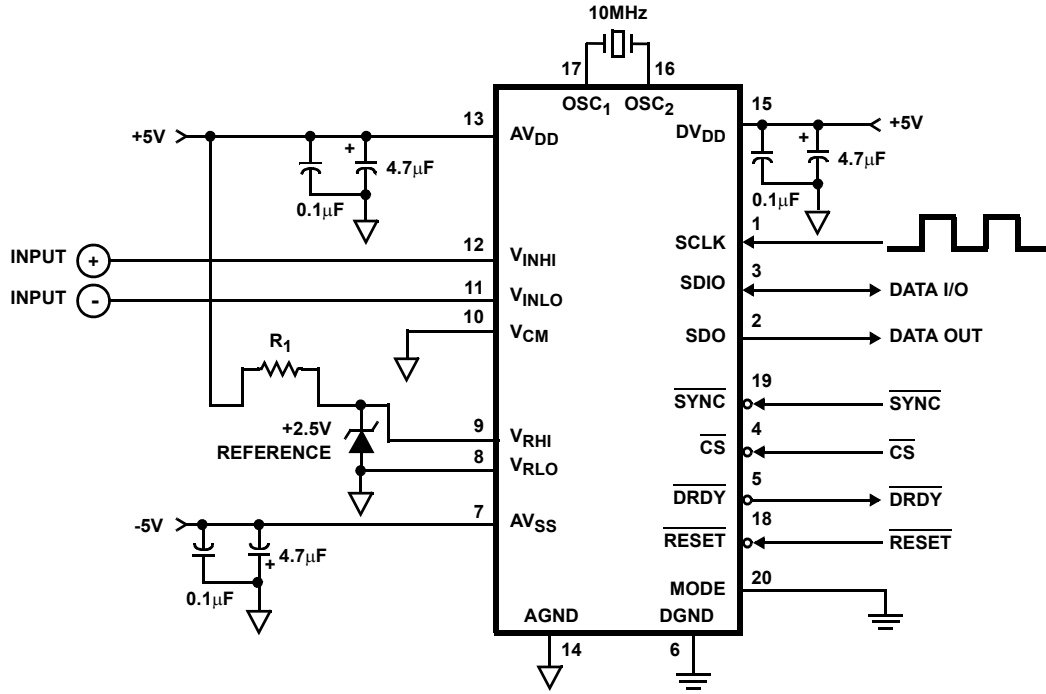 10MHz
17 16
OSC1 OSC2
+5V 13 AVDD
DVDD 15 +5V
0.1μF + 4.7μF
0.1μF + 4.7μF
INPUT + 12 VINHI
INPUT - 11 VINLO
10 VCM
R1
+2.5V
REFERENCE
9 VRHI
8 VRLO
-5V 7 AVSS
0.1μF 4.7μF +
SCLK 1
SDIO 3 DATA I/O
SDO 2 DATA OUT
SYNC 19 SYNC
CS 4 CS
DRDY 5 DRDY
RESET 18 RESET
MODE 20
AGND DGND
14 6